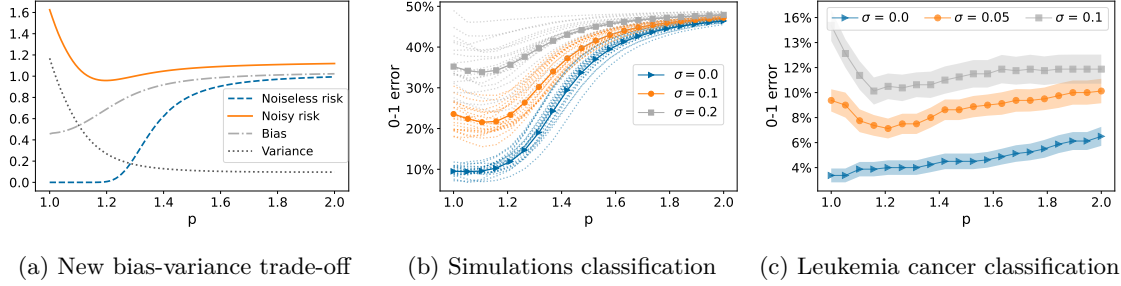 1.6
1.4
1.2
1.0
0.8
0.6
0.4
0.2
0.0
Noiseless risk
Noisy risk
Bias
Variance
1.0 1.2 1.4 1.6 1.8 2.0
p
(a) New bias-variance trade-off
50%
40%
30%
20%
10%
0-1 error
σ = 0.0
σ = 0.1
σ = 0.2
1.0 1.2 1.4 1.6 1.8 2.0
p
(b) Simulations classification
16%
13%
12%
10%
8%
6%
4%
0-1 error
σ = 0.0 σ = 0.05 σ = 0.1
1.0 1.2 1.4 1.6 1.8 2.0
p
(c) Leukemia cancer classification